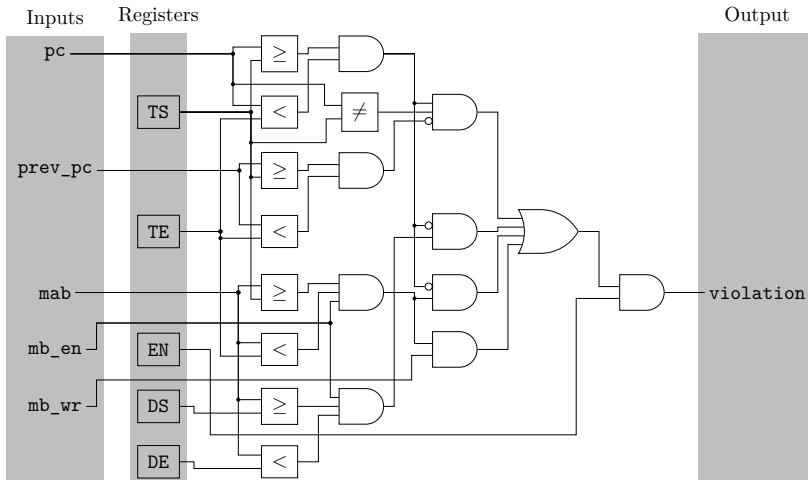 Inputs Registers Output
pc ≥
TS < ≠
prev_pc ≥
TE <
mab ≥ violation
mb_en EN <
mb_wr DS ≥
DE <